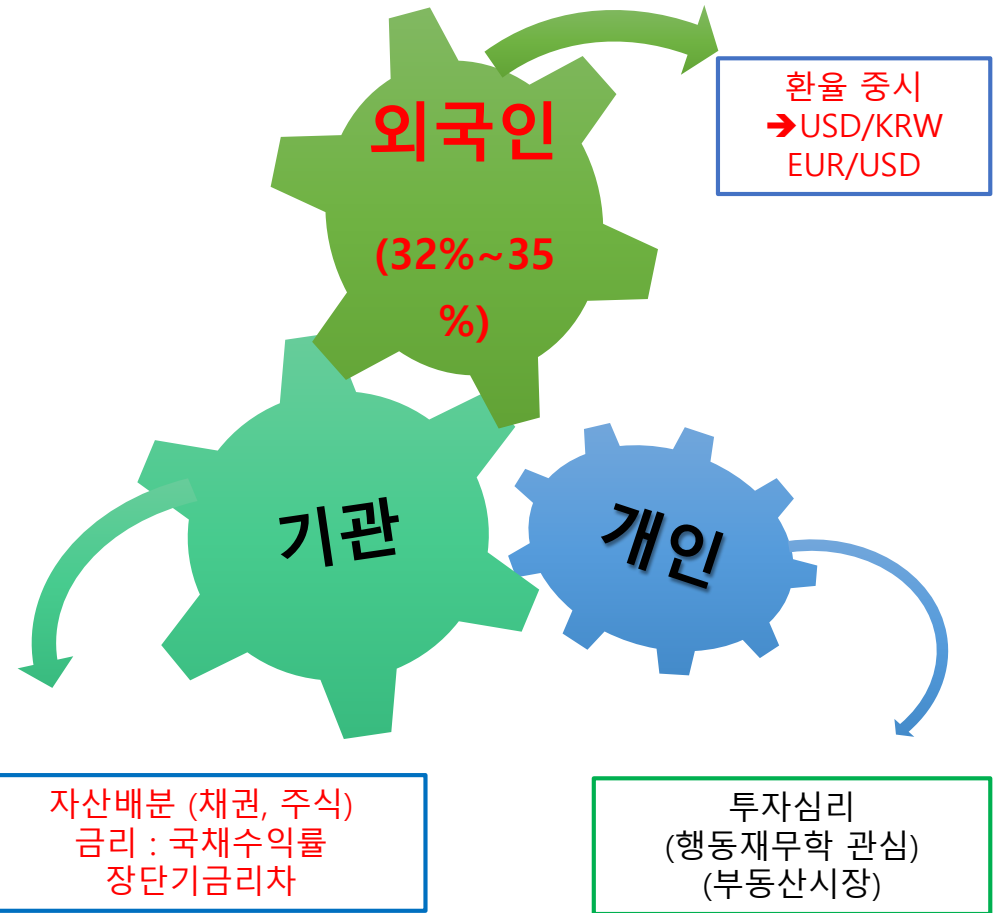 외국인
(32%~35
%)
환율 중시
➔USD/KRW
EUR/USD
기관
개인
자산배분 (채권, 주식)
금리 : 국채수익률
장단기금리차
투자심리
(행동재무학 관심)
(부동산시장)